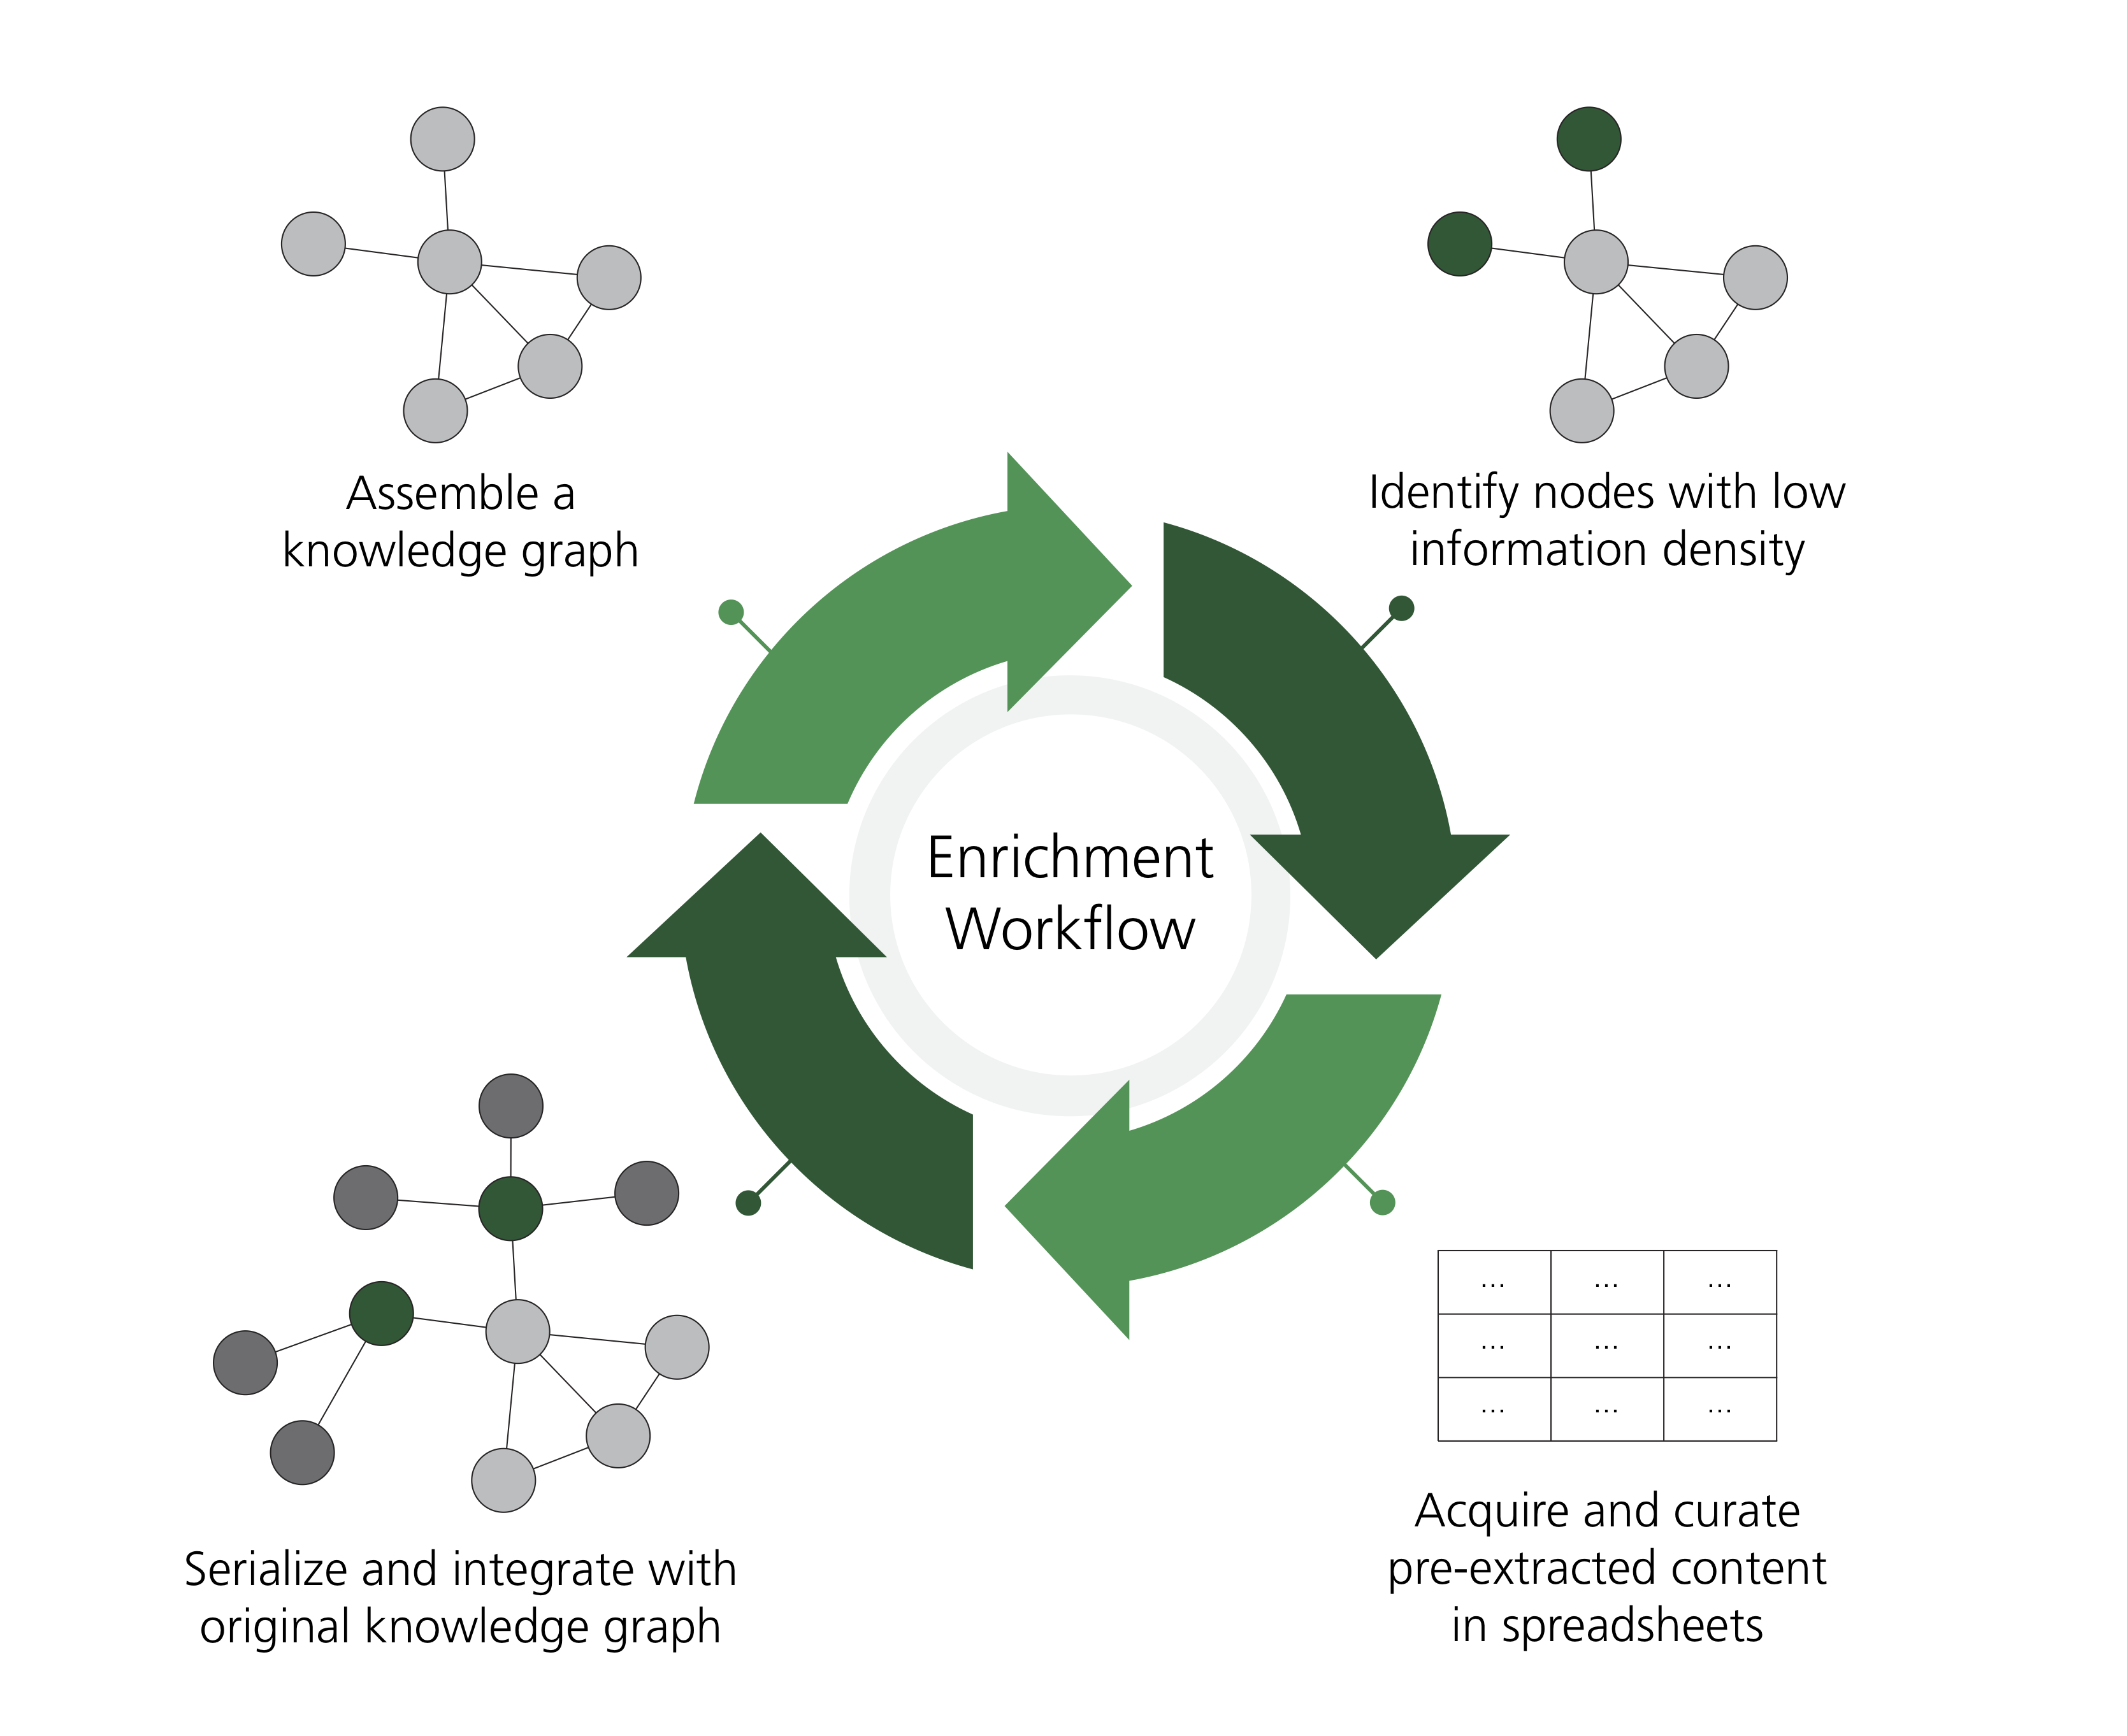 Assemble a
knowledge graph
Identify nodes with low
information density
Enrichment
Workflow
... ... ...
... ... ...
... ... ...
Acquire and curate
pre-extracted content
in spreadsheets
Serialize and integrate with
original knowledge graph